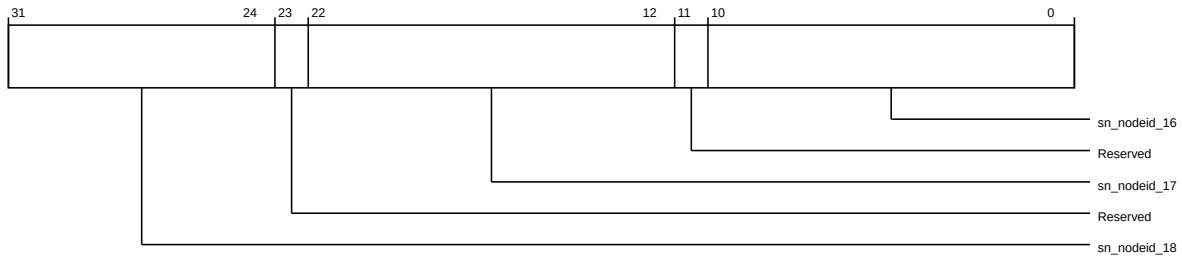 31 24 23 22 12 11 10 0
sn_nodeid_16
Reserved
sn_nodeid_17
Reserved
sn_nodeid_18